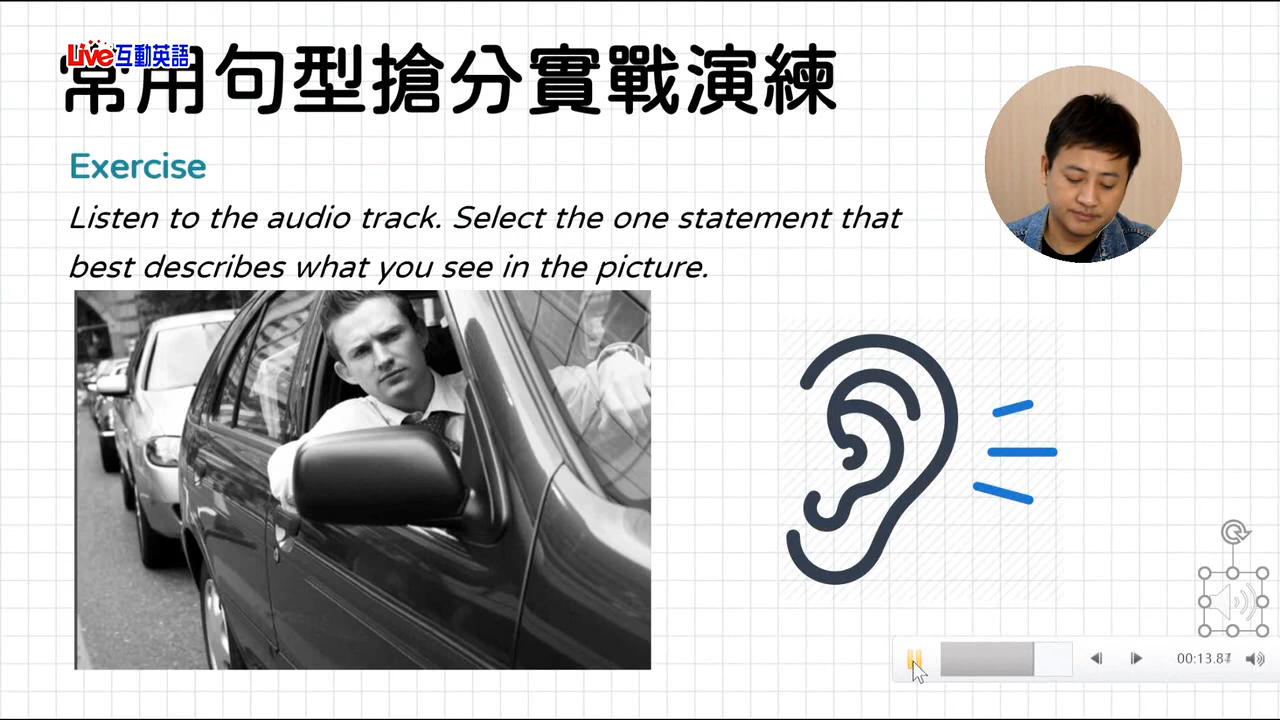 Live互動英語
常用句型搶分實戰演練
Exercise
Listen to the audio track. Select the one statement that
best describes what you see in the picture.
00:13.87